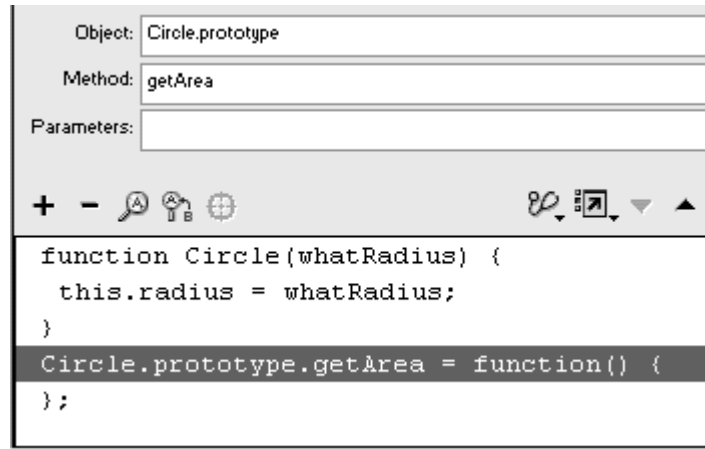 Object: Circle.prototype
Method: getArea
Parameters:
function Circle(whatRadius) {
this.radius = whatRadius;
}
Circle.prototype.getArea = function() {
};